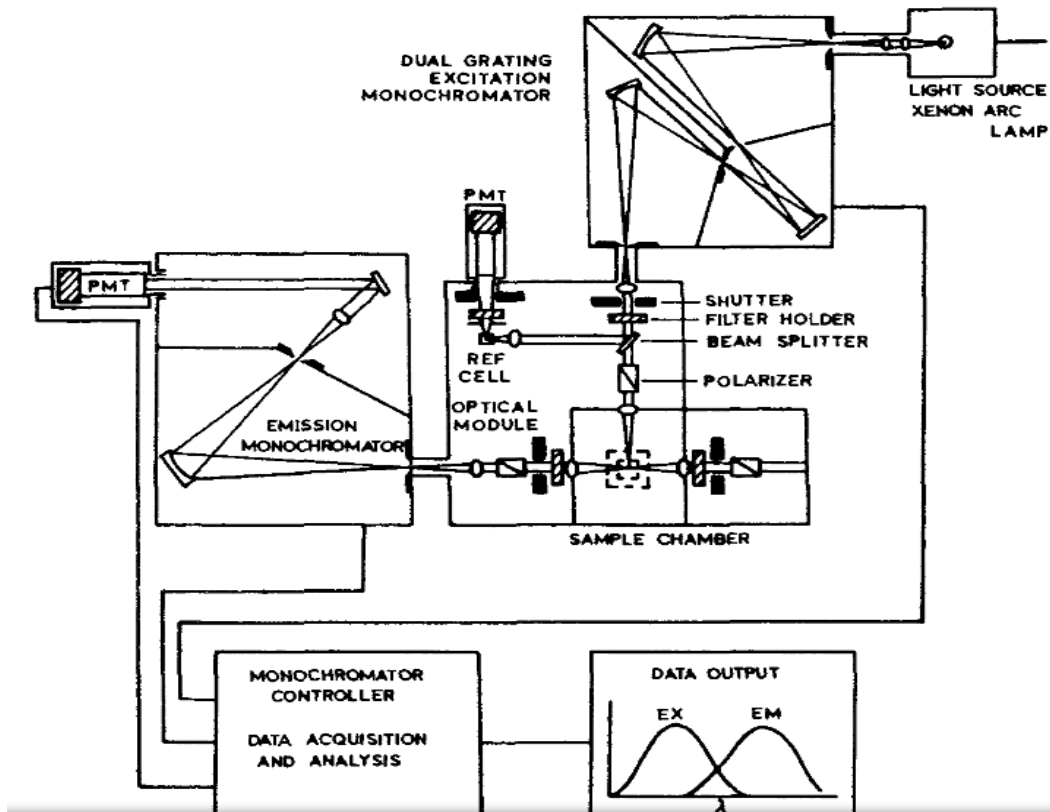 DUAL GRATING
EXCITATION
MONOCHROMATOR
LIGHT SOURCE
XENON ARC
LAMP
PMT
PMT
SHUTTER
FILTER HOLDER
BEAM SPLITTER
REF
CELL
POLARIZER
OPTICAL
MODULE
EMISSION
MONOCHROMATOR
SAMPLE CHAMBER
MONOCHROMATOR
CONTROLLER
DATA ACQUISITION
AND ANALYSIS
DATA OUTPUT
EX
EM
λ